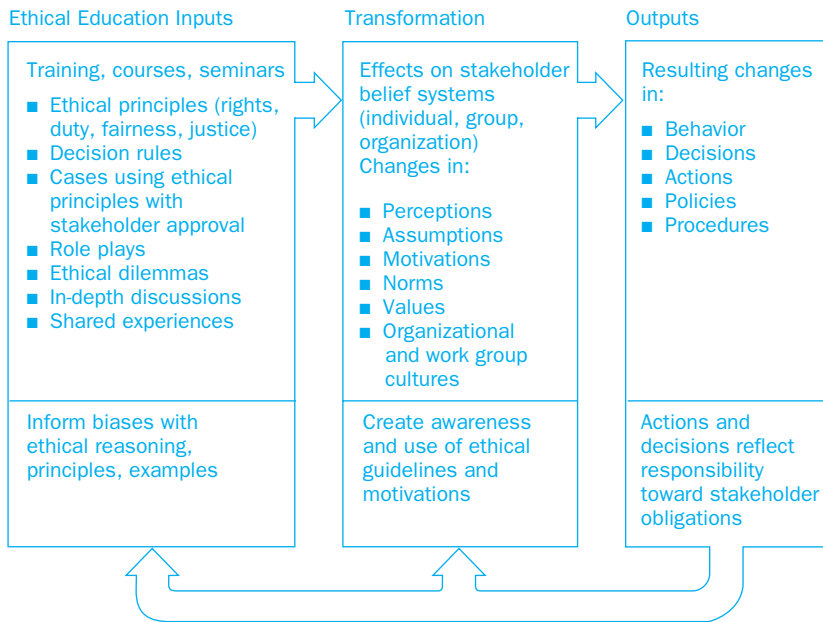 Ethical Education Inputs
Training, courses, seminars
■ Ethical principles (rights,
duty, fairness, justice)
■ Decision rules
■ Cases using ethical
principles with
stakeholder approval
■ Role plays
■ Ethical dilemmas
■ In-depth discussions
■ Shared experiences
Inform biases with
ethical reasoning,
principles, examples
Transformation
Effects on stakeholder
belief systems
(individual, group,
organization)
Changes in:
■ Perceptions
■ Assumptions
■ Motivations
■ Norms
■ Values
■ Organizational
and work group
cultures
Create awareness
and use of ethical
guidelines and
motivations
Outputs
Resulting changes
in:
■ Behavior
■ Decisions
■ Actions
■ Policies
■ Procedures
Actions and
decisions reflect
responsibility
toward stakeholder
obligations